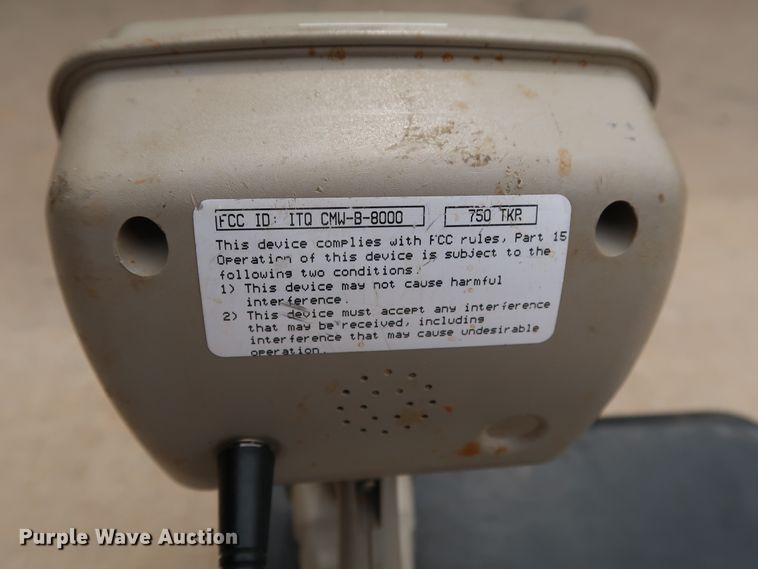 FCC ID: ITQ CMW-B-8000 750 TKR
This device complies with FCC rules, Part 15
Operation of this device is subject to the
following two conditions.
1) This device may not cause harmful
interference.
2) This device must accept any interference
that may be received, including
interference that may cause undesirable
operation.
Purple Wave Auction